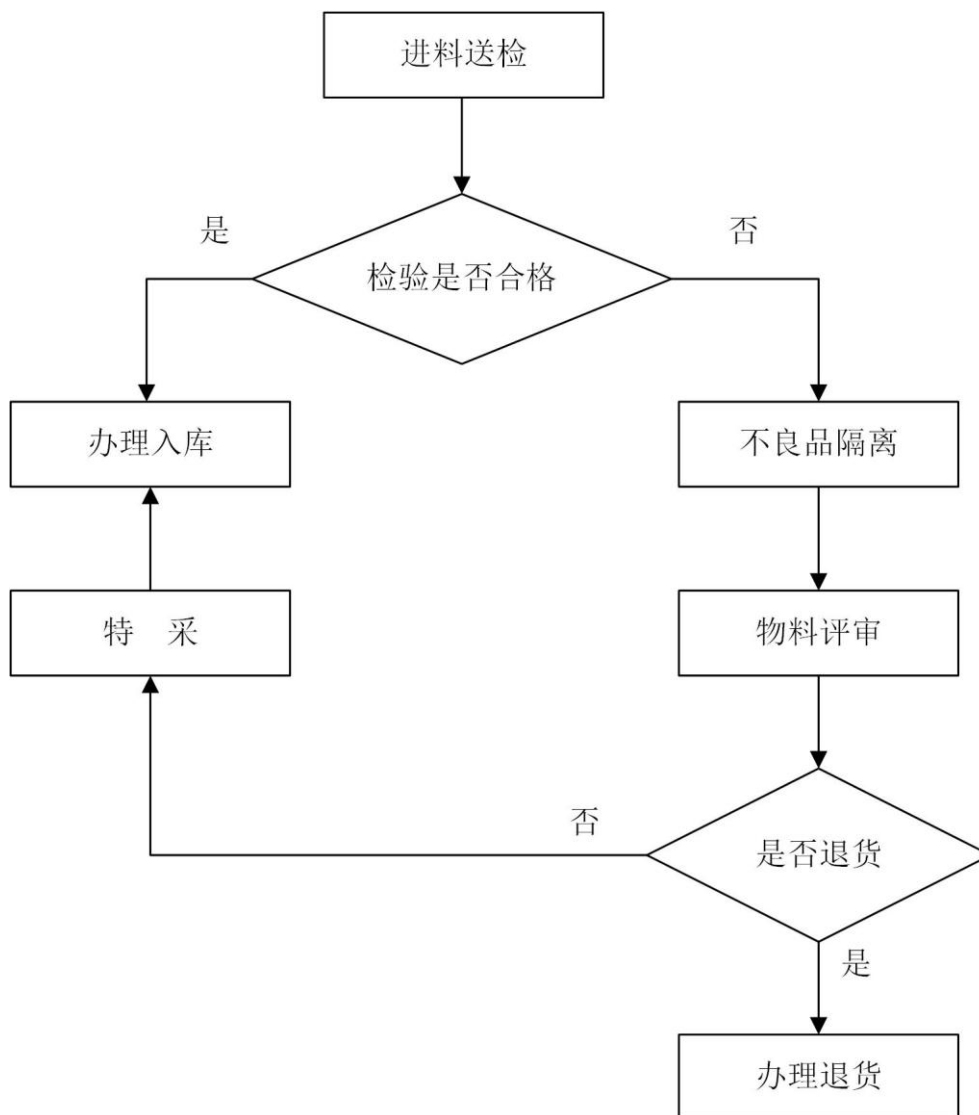 进料送检
是
否
检验是否合格
办理入库
不良品隔离
特 采
物料评审
否
是否退货
是
办理退货